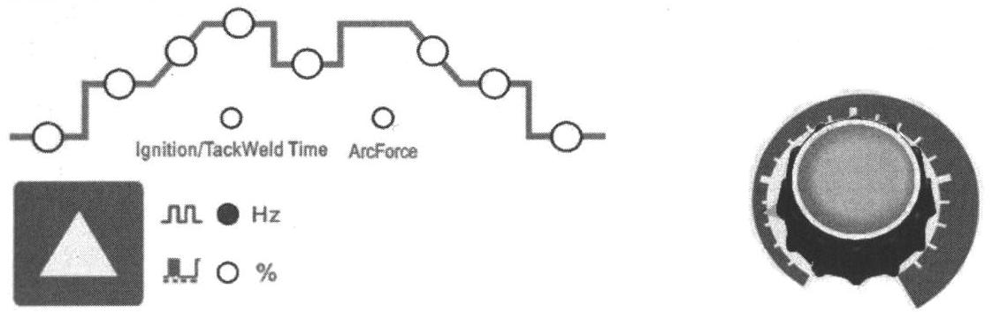 Ignition/TackWeld Time
ArcForce
Hz
%